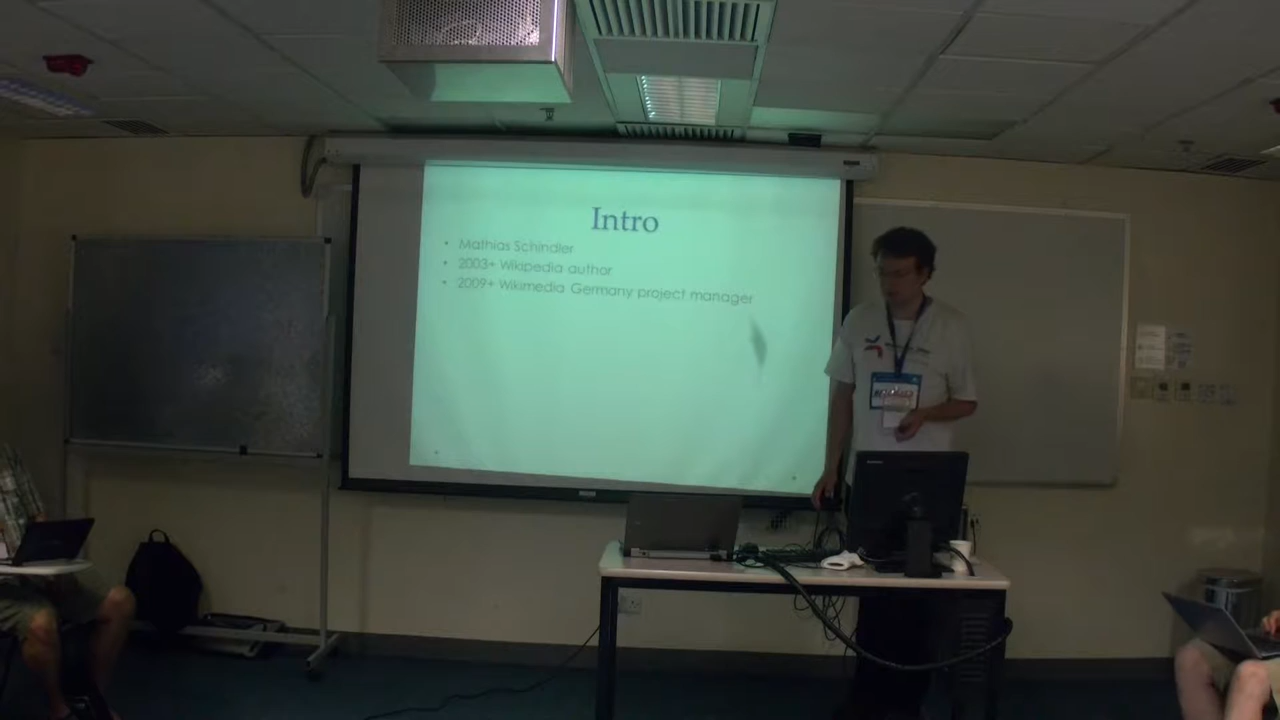 Intro
• Mathias Schindler
• 2003+ Wikipedia author
• 2009+ Wikimedia Germany project manager